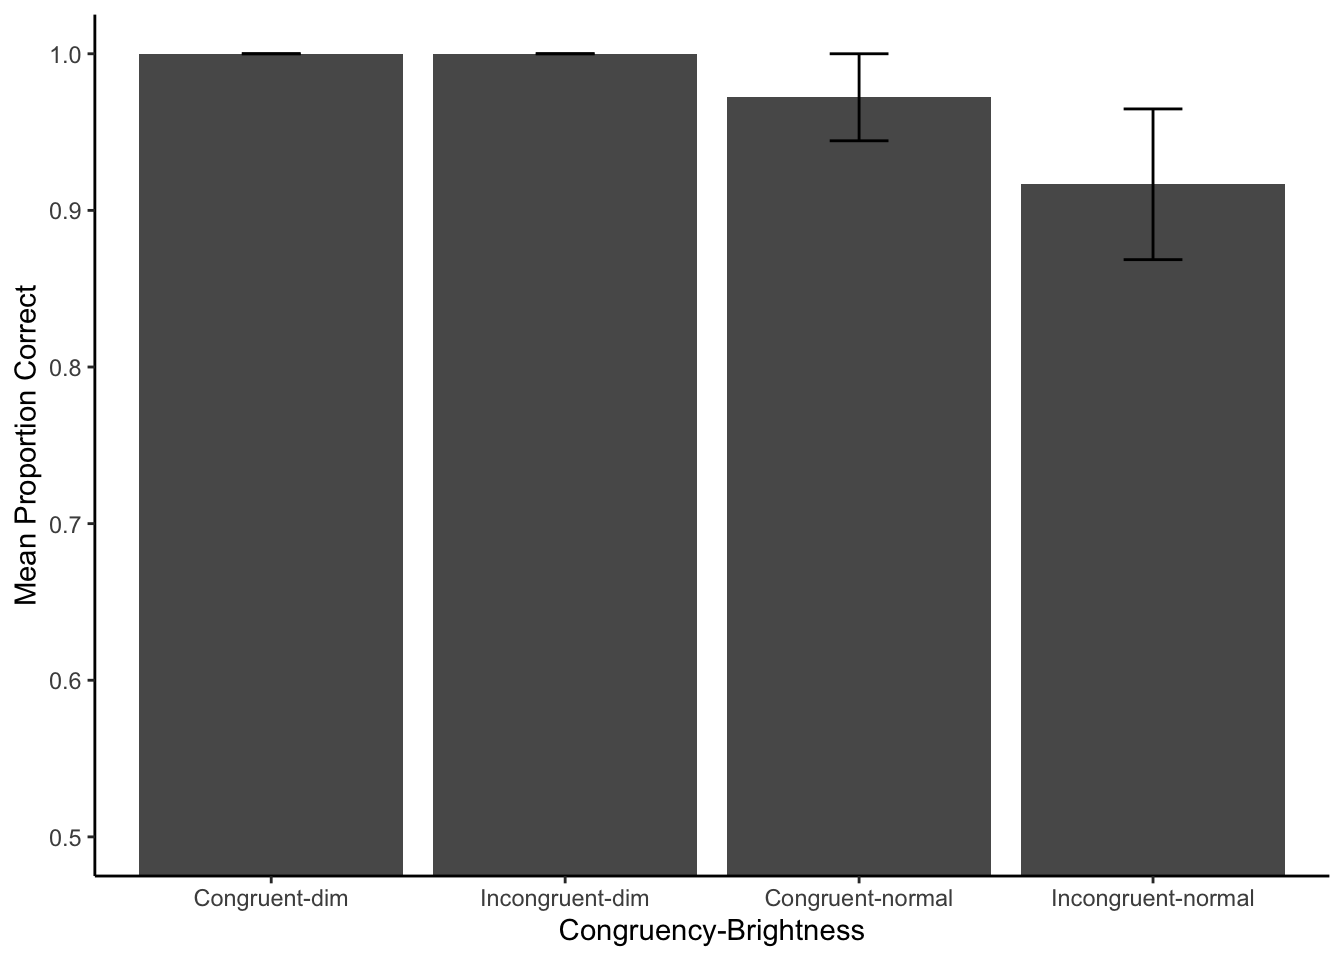 Mean Proportion Correct
1.0
0.9
0.8
0.7
0.6
0.5
Congruent-dim Incongruent-dim Congruent-normal Incongruent-normal
Congruency-Brightness